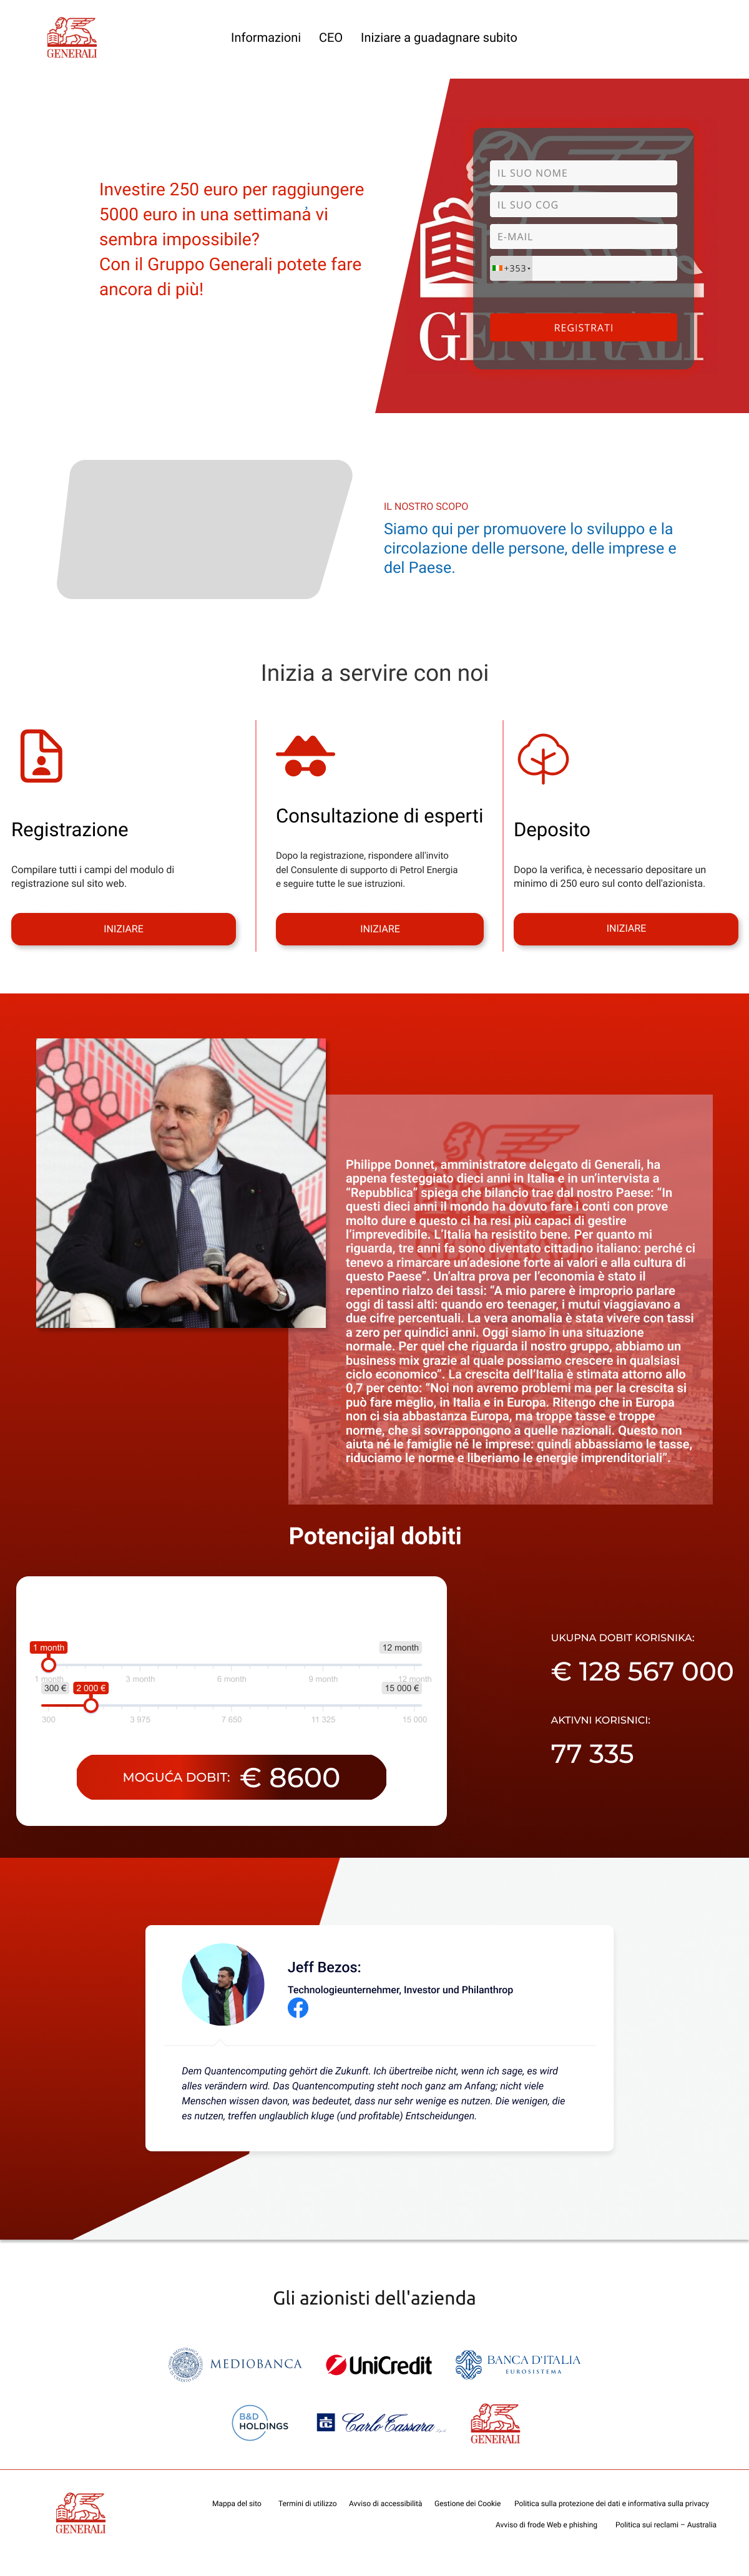 GENERALI
Informazioni CEO Iniziare a guadagnare subito
Investire 250 euro per raggiungere
5000 euro in una settimana̓ vi
sembra impossibile?
Con il Gruppo Generali potete fare
ancora di più!
IL SUO NOME
IL SUO COG
E-MAIL
+353
REGISTRATI
GENERALI
IL NOSTRO SCOPO
Siamo qui per promuovere lo sviluppo e la
circolazione delle persone, delle imprese e
del Paese.
Inizia a servire con noi
Registrazione
Compilare tutti i campi del modulo di
registrazione sul sito web.
INIZIARE
Consultazione di esperti
Dopo la registrazione, rispondere all'invito
del Consulente di supporto di Petrol Energia
e seguire tutte le sue istruzioni.
INIZIARE
Deposito
Dopo la verifica, è necessario depositare un
minimo di 250 euro sul conto dell'azionista.
INIZIARE
Philippe Donnet, amministratore delegato di Generali, ha
appena festeggiato dieci anni in Italia e in un’intervista a
“Repubblica” spiega che bilancio trae dal nostro Paese: “In
questi dieci anni il mondo ha dovuto fare i conti con prove
molto dure e questo ci ha resi più capaci di gestire
l’imprevedibile. L’Italia ha resistito bene. Per quanto mi
riguarda, tre anni fa sono diventato cittadino italiano: perché ci
tenevo a rimarcare un’adesione forte ai valori e alla cultura di
questo Paese”. Un’altra prova per l’economia è stato il
repentino rialzo dei tassi: “A mio parere è improprio parlare
oggi di tassi alti: quando ero teenager, i mutui viaggiavano a
due cifre percentuali. La vera anomalia è stata vivere con tassi
a zero per quindici anni. Oggi siamo in una situazione
normale. Per quel che riguarda il nostro gruppo, abbiamo un
business mix grazie al quale possiamo crescere in qualsiasi
ciclo economico”. La crescita dell’Italia è stimata attorno allo
0,7 per cento: “Noi non avremo problemi ma per la crescita si
può fare meglio, in Italia e in Europa. Ritengo che in Europa
non ci sia abbastanza Europa, ma troppe tasse e troppe
norme, che si sovrappongono a quelle nazionali. Questo non
aiuta né le famiglie né le imprese: quindi abbassiamo le tasse,
riduciamo le norme e liberiamo le energie imprenditoriali”.
Potencijal dobiti
1 month 12 month
1 month 3 month 6 month 9 month 12 month
300 € 2 000 € 15 000 €
300 3 975 7 650 11 325 15 000
MOGUĆA DOBIT: € 8600
UKUPNA DOBIT KORISNIKA:
€ 128 567 000
AKTIVNI KORISNICI:
77 335
Jeff Bezos:
Technologieunternehmer, Investor und Philanthrop
Dem Quantencomputing gehört die Zukunft. Ich übertreibe nicht, wenn ich sage, es wird
alles verändern wird. Das Quantencomputing steht noch ganz am Anfang; nicht viele
Menschen wissen davon, was bedeutet, dass nur sehr wenige es nutzen. Die wenigen, die
es nutzen, treffen unglaublich kluge (und profitable) Entscheidungen.
Gli azionisti dell'azienda
MEDIOBANCA UniCredit BANCA D'ITALIA
EUROSISTEMA
B&D
HOLDINGS
Carlo Tassara
GENERALI
GENERALI
Mappa del sito Termini di utilizzo Avviso di accessibilità Gestione dei Cookie Politica sulla protezione dei dati e informativa sulla privacy
Avviso di frode Web e phishing Politica sui reclami – Australia